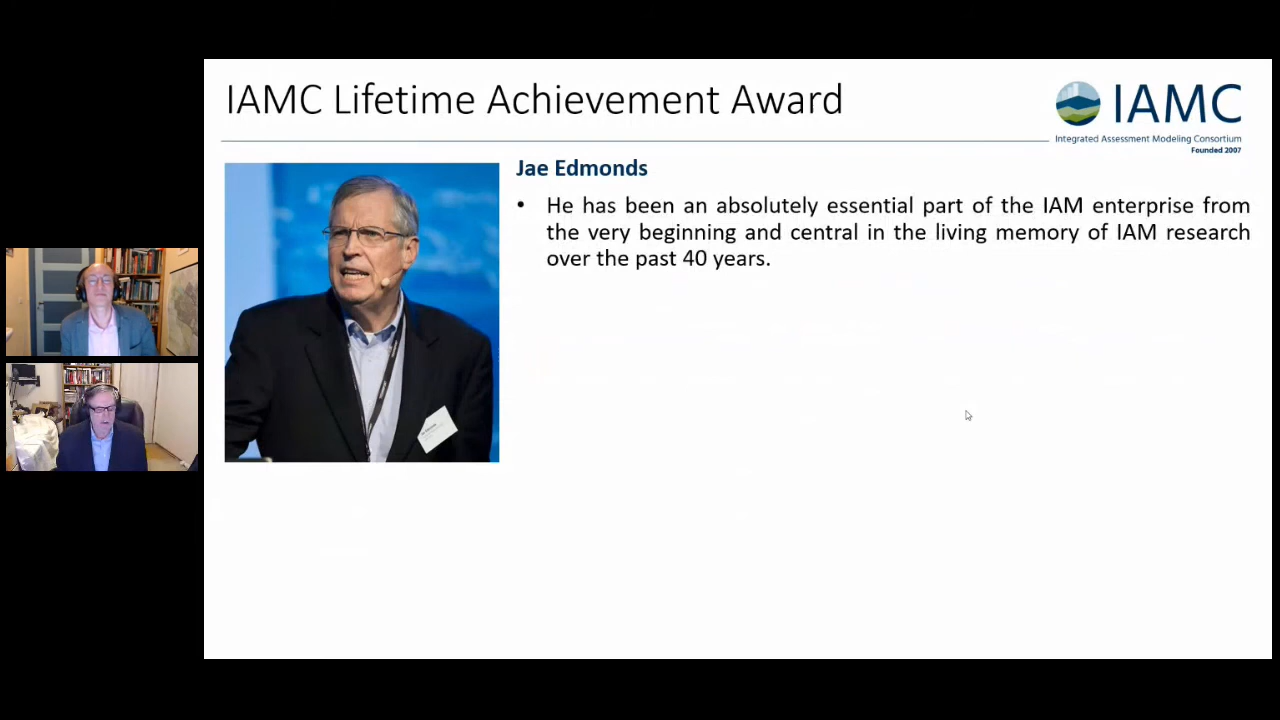 IAMC Lifetime Achievement Award
IAMC
Integrated Assessment Modeling Consortium
Founded 2007
Jae Edmonds
• He has been an absolutely essential part of the IAM enterprise from
the very beginning and central in the living memory of IAM research
over the past 40 years.